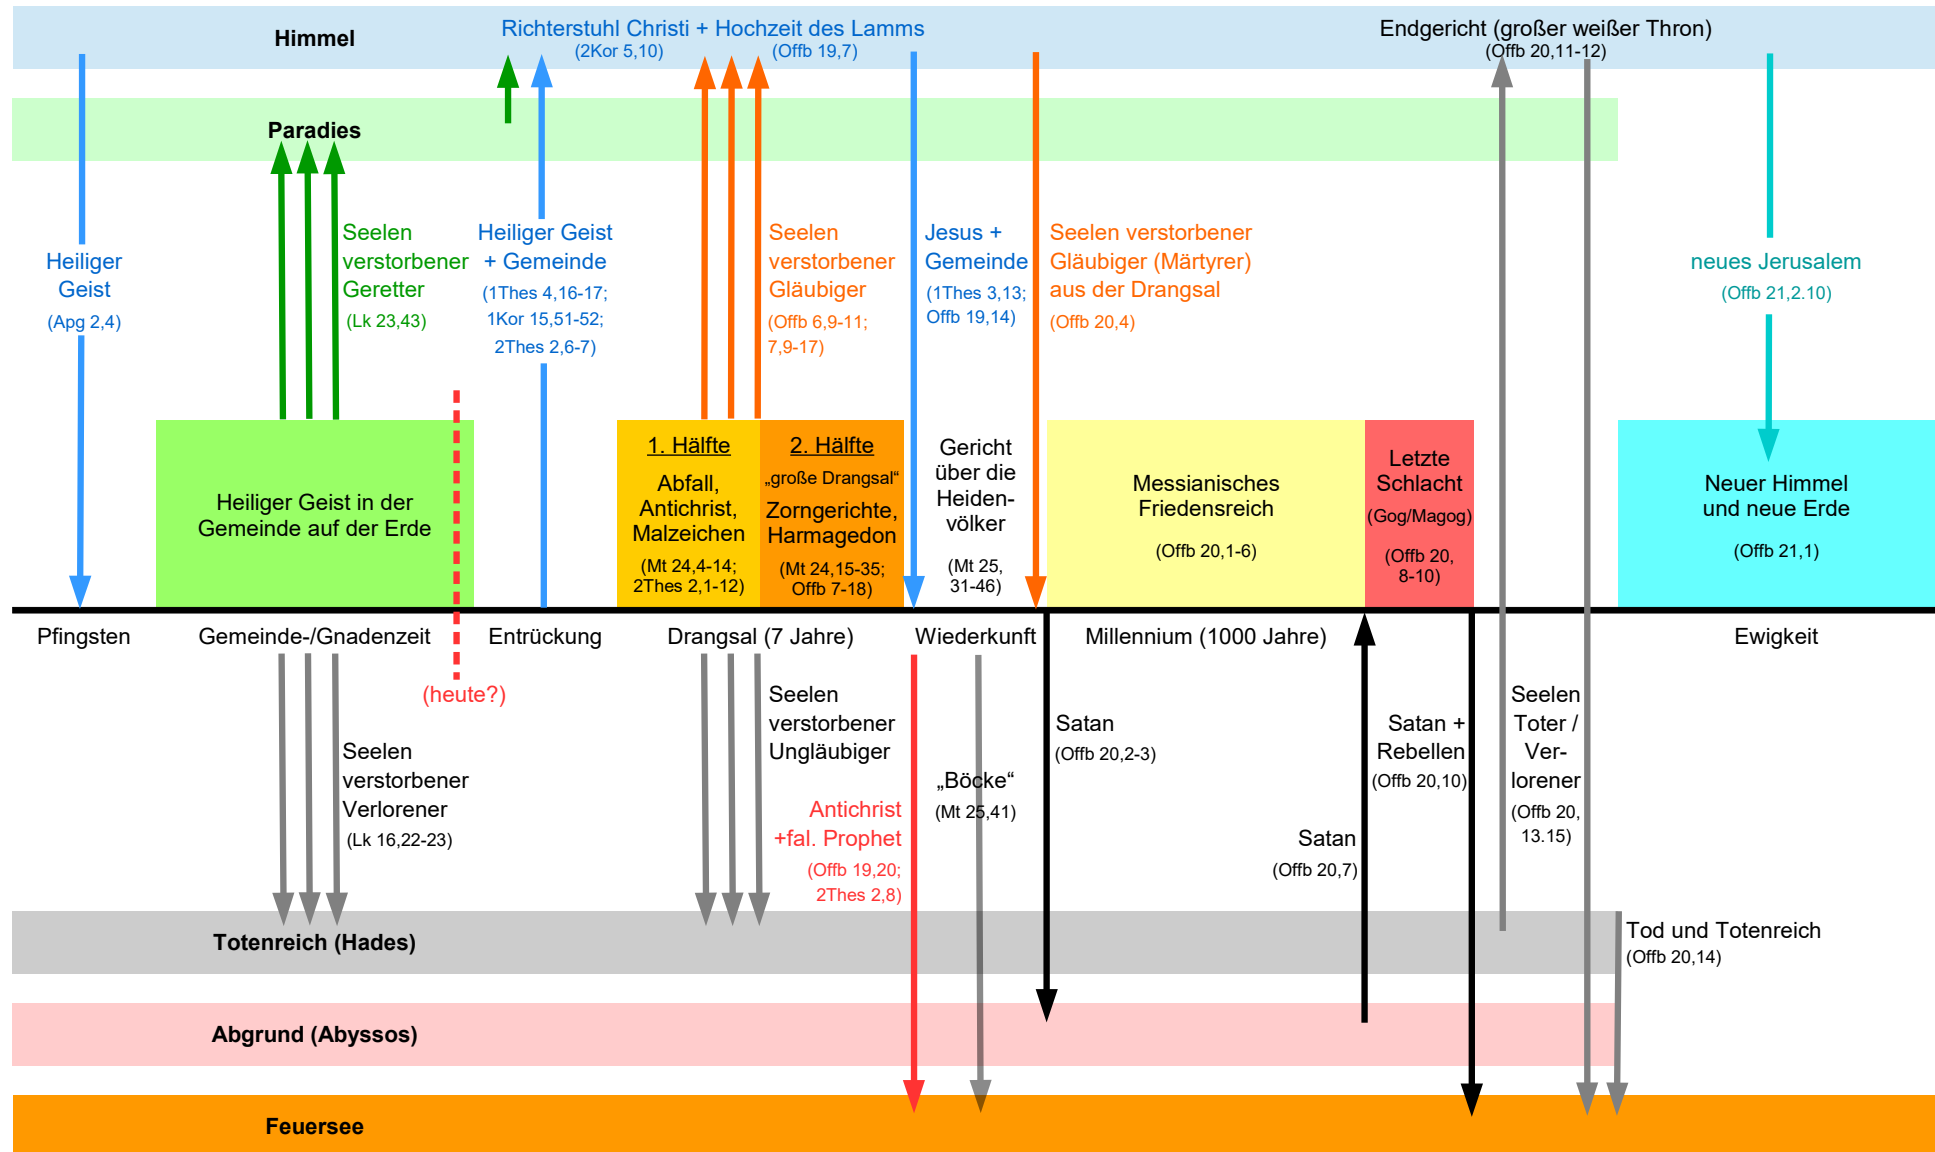 Himmel
Richterstuhl Christi + Hochzeit des Lamms
(2Kor 5,10)
(Offb 19,7)
Endgericht (großer weißer Thron)
(Offb 20,11-12)
Paradies
Heiliger
Geist
(Apg 2,4)
Seelen
verstorbener
Geretter
(Lk 23,43)
Heiliger Geist
+ Gemeinde
(1Thes 4,16-17;
1Kor 15,51-52;
2Thes 2,6-7)
Seelen
verstorbener
Gläubiger
(Offb 6,9-11;
7,9-17)
Jesus +
Gemeinde
(1Thes 3,13;
Offb 19,14)
Seelen verstorbener
Gläubiger (Märtyrer)
aus der Drangsal
(Offb 20,4)
neues Jerusalem
(Offb 21,2.10)
Heiliger Geist in der
Gemeinde auf der Erde
1. Hälfte
Abfall,
Antichrist,
Malzeichen
(Mt 24,4-14;
2Thes 2,1-12)
2. Hälfte
„große Drangsal“
Zorngerichte,
Harmagedon
(Mt 24,15-35;
Offb 7-18)
Gericht
über die
Heiden-
völker
(Mt 25,
31-46)
Messianisches
Friedensreich
(Offb 20,1-6)
Letzte
Schlacht
(Gog/Magog)
(Offb 20,
8-10)
Neuer Himmel
und neue Erde
(Offb 21,1)
Pfingsten
Gemeinde-/Gnadenzeit
Entrückung
Drangsal (7 Jahre)
Wiederkunft
Millennium (1000 Jahre)
Ewigkeit
(heute?)
Seelen
verstorbener
Verlorener
(Lk 16,22-23)
Seelen
verstorbener
Ungläubiger
Antichrist
+fal. Prophet
(Offb 19,20;
2Thes 2,8)
„Böcke“
(Mt 25,41)
Satan
(Offb 20,2-3)
Satan
(Offb 20,7)
Satan +
Rebellen
(Offb 20,10)
Seelen
Toter /
Ver-
lorener
(Offb 20,
13.15)
Totenreich (Hades)
Tod und Totenreich
(Offb 20,14)
Abgrund (Abyssos)
Feuersee